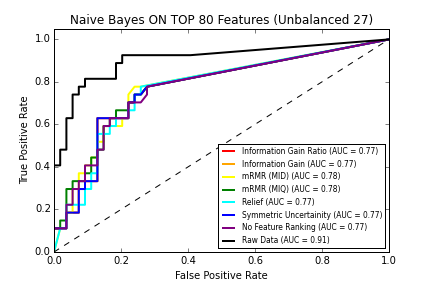 Naive Bayes ON TOP 80 Features (Unbalanced 27)
True Positive Rate
1.0
0.8
0.6
0.4
0.2
0.0
Information Gain Ratio (AUC = 0.77)
Information Gain (AUC = 0.77)
mRMR (MID) (AUC = 0.78)
mRMR (MIQ) (AUC = 0.78)
Relief (AUC = 0.77)
Symmetric Uncertainity (AUC = 0.77)
No Feature Ranking (AUC = 0.77)
Raw Data (AUC = 0.91)
0.0 0.2 0.4 0.6 0.8 1.0
False Positive Rate